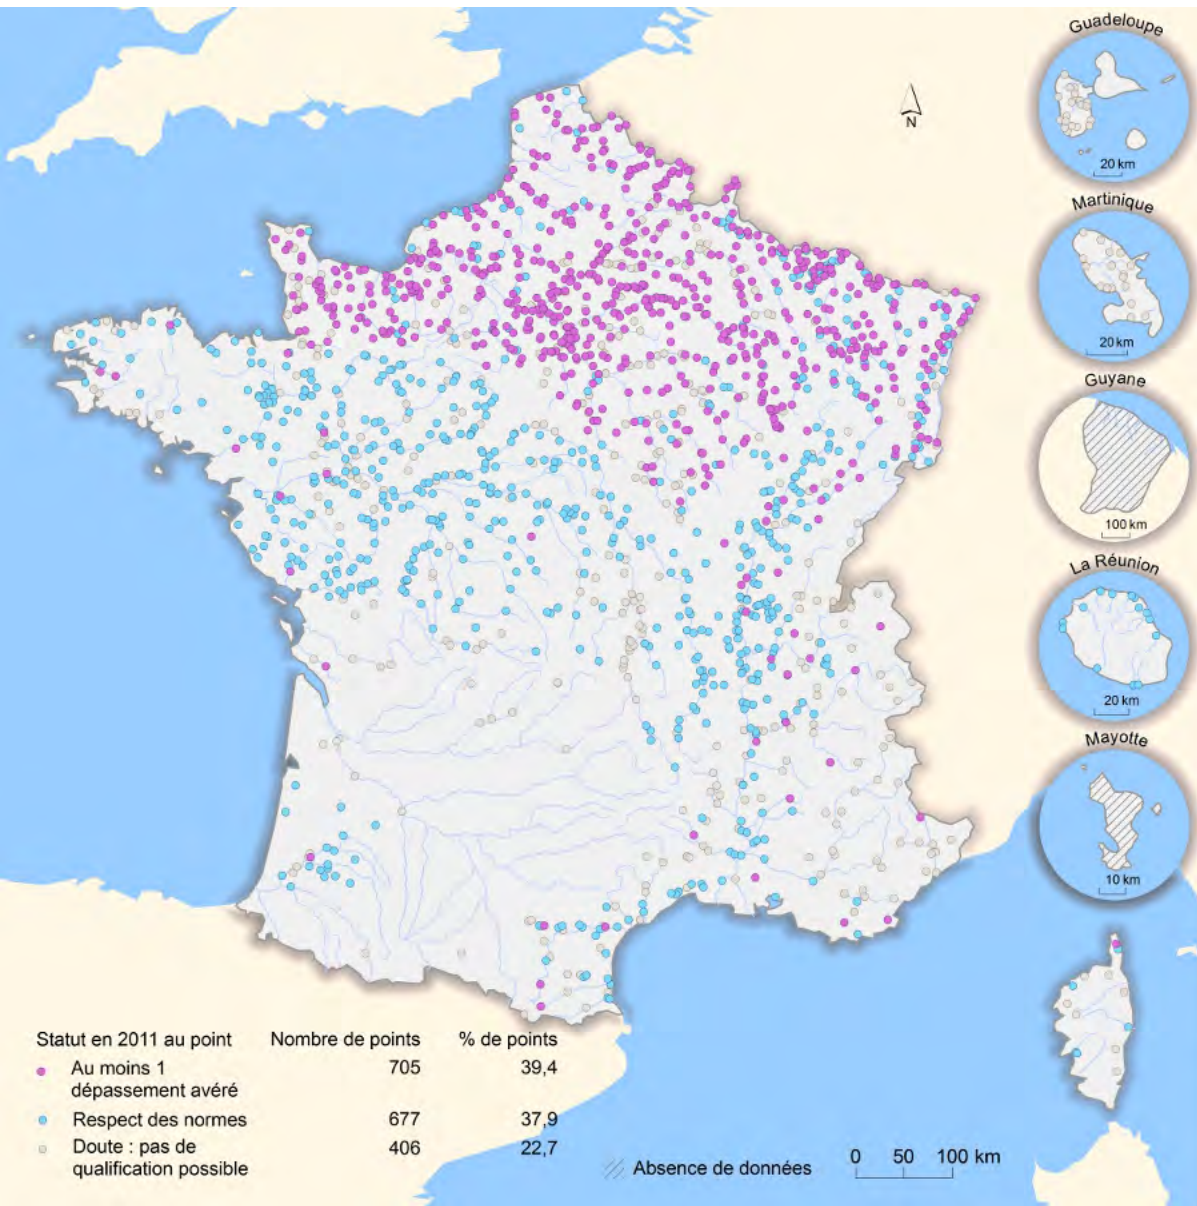 Guadeloupe
N
20 km
Martinique
20 km
Guyane
100 km
La Réunion
20 km
Mayotte
10 km
Statut en 2011 au point Nombre de points % de points
Au moins 1 705 39,4
dépassement avéré
Respect des normes 677 37,9
Doute : pas de 406 22,7
qualification possible
Absence de données
0 50 100 km